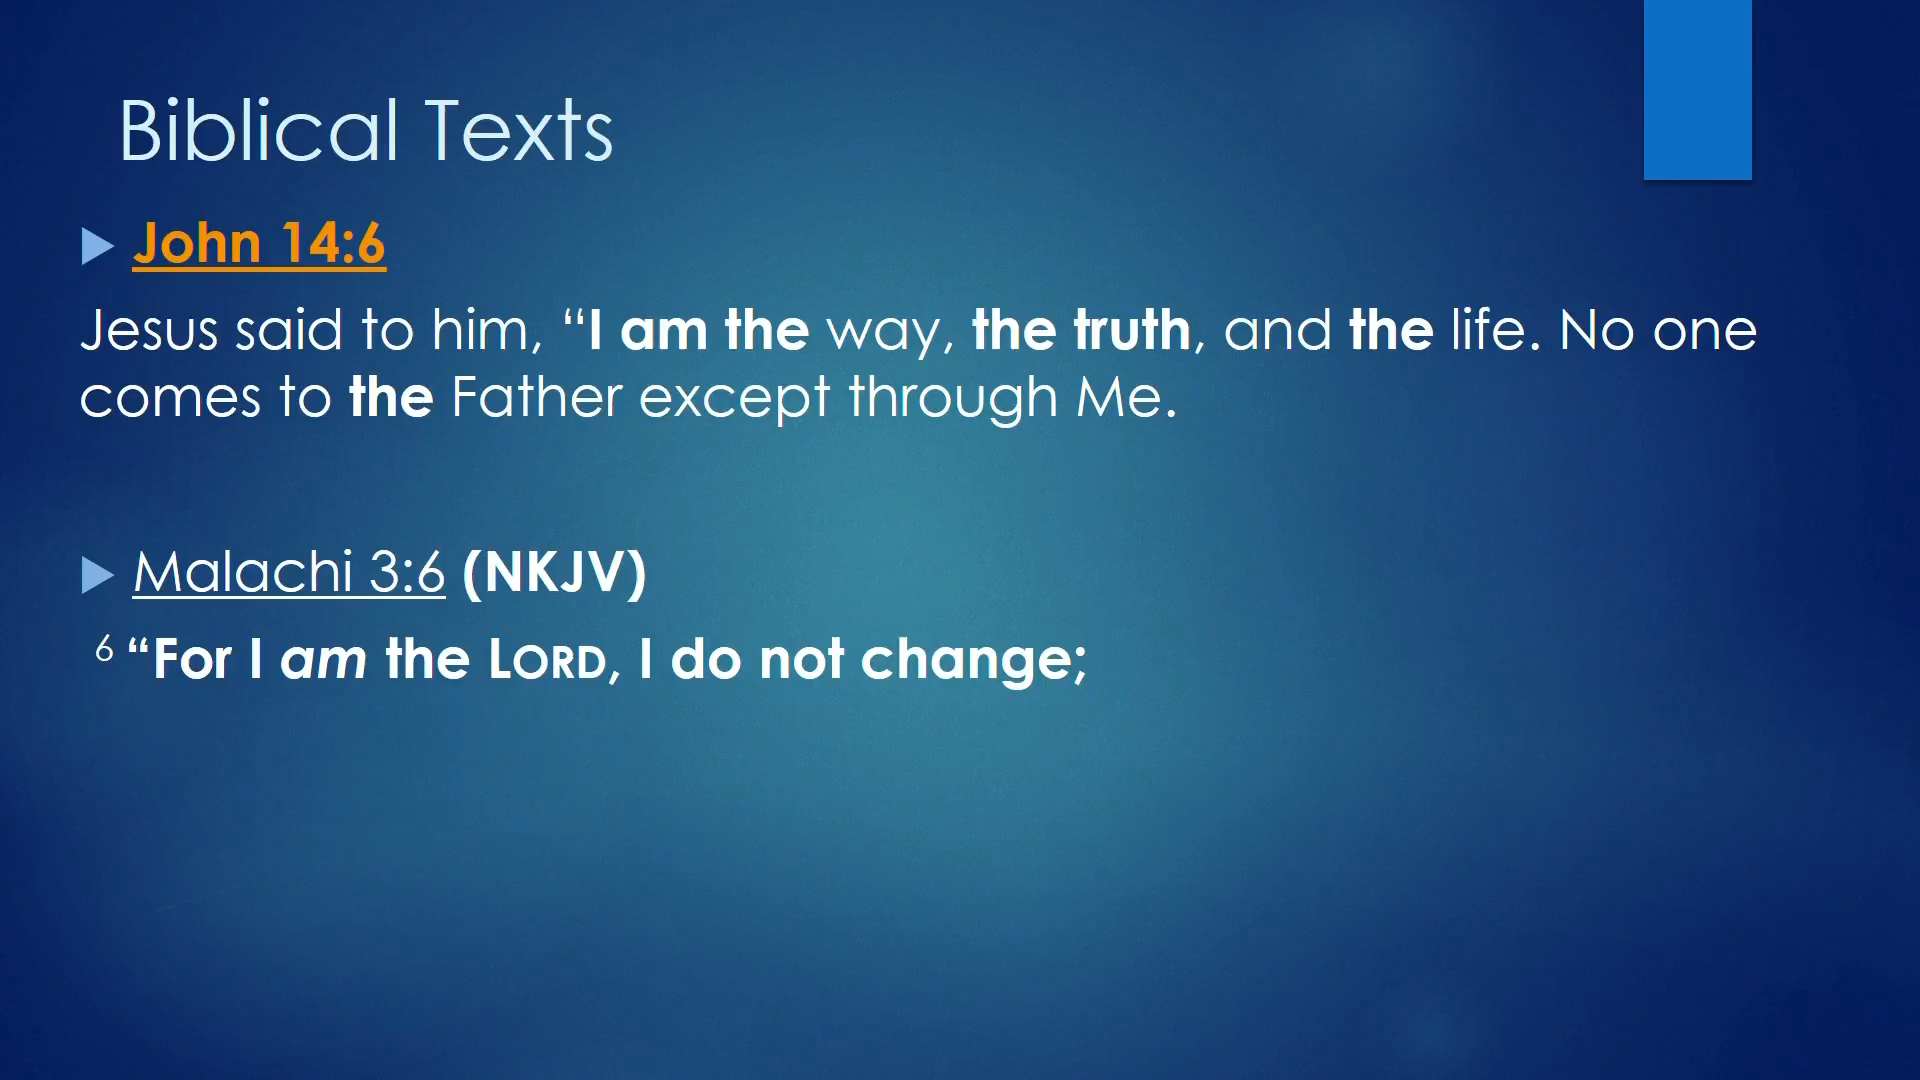 Biblical Texts
John 14:6
Jesus said to him, “I am the way, the truth, and the life. No one
comes to the Father except through Me.
Malachi 3:6 (NKJV)
6 “For I am the LORD, I do not change;